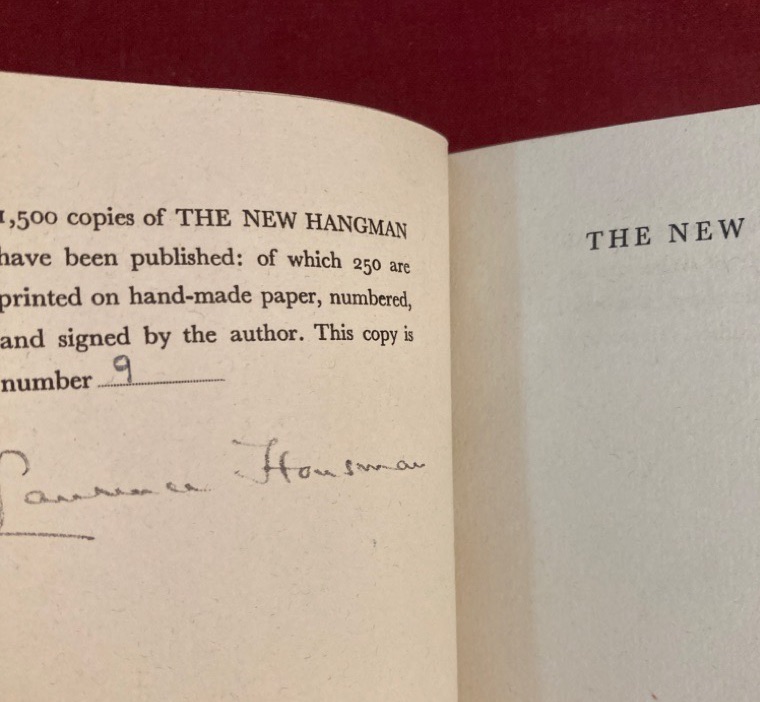 1,500 copies of THE NEW HANGMAN
have been published: of which 250 are
printed on hand-made paper, numbered,
and signed by the author. This copy is
number 9
Laurence Housman
THE NEW